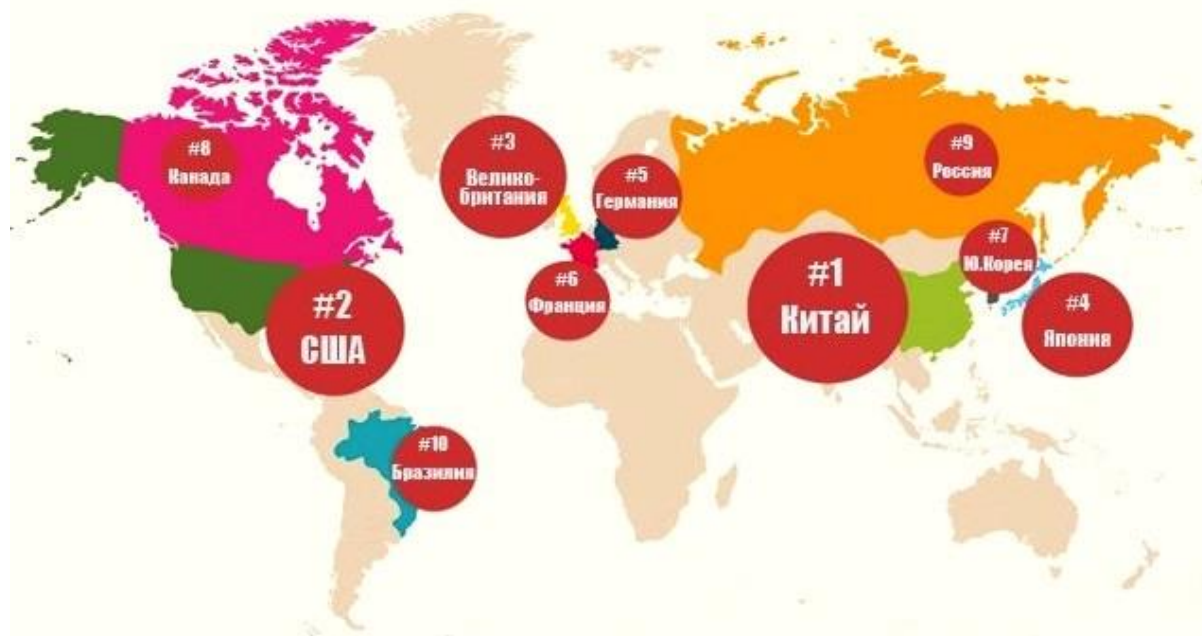 #8
Канада
#3
Велико-
британия
#5
Германия
#9
Россия
#7
Ю.Корея
#1
Китай
#6
Франция
#2
США
#4
Япония
#10
Бразилия